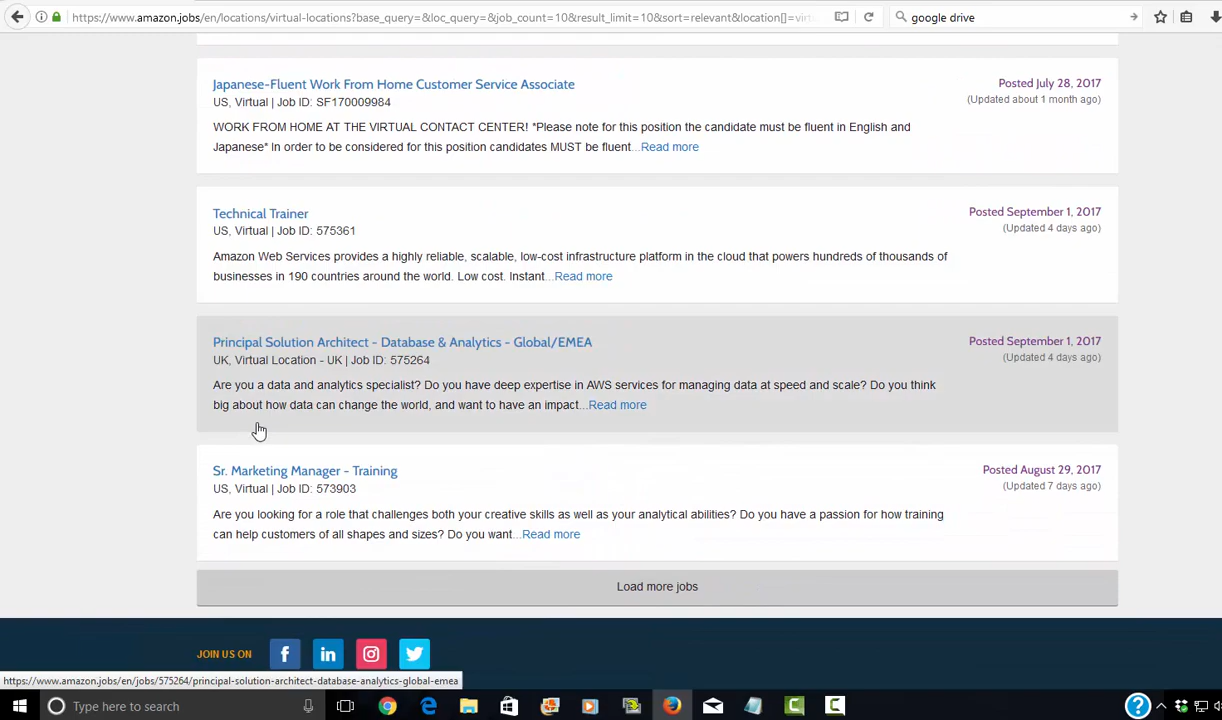 https://www.amazon.jobs/en/locations/virtual-locations?base_query=&loc_query=&job_count=10&result_limit=10&sort=relevant&location[]=virtu
google drive
Japanese-Fluent Work From Home Customer Service Associate
Posted July 28, 2017
US, Virtual | Job ID: SF170009984
(Updated about 1 month ago)
WORK FROM HOME AT THE VIRTUAL CONTACT CENTER! *Please note for this position the candidate must be fluent in English and
Japanese* In order to be considered for this position candidates MUST be fluent...Read more
Technical Trainer
Posted September 1, 2017
US, Virtual | Job ID: 575361
(Updated 4 days ago)
Amazon Web Services provides a highly reliable, scalable, low-cost infrastructure platform in the cloud that powers hundreds of thousands of
businesses in 190 countries around the world. Low cost. Instant...Read more
Principal Solution Architect - Database & Analytics - Global/EMEA
Posted September 1, 2017
UK, Virtual Location - UK | Job ID: 575264
(Updated 4 days ago)
Are you a data and analytics specialist? Do you have deep expertise in AWS services for managing data at speed and scale? Do you think
big about how data can change the world, and want to have an impact...Read more
Sr. Marketing Manager - Training
Posted August 29, 2017
US, Virtual | Job ID: 573903
(Updated 7 days ago)
Are you looking for a role that challenges both your creative skills as well as your analytical abilities? Do you have a passion for how training
can help customers of all shapes and sizes? Do you want...Read more
Load more jobs
JOIN US ON
https://www.amazon.jobs/en/jobs/575264/principal-solution-architect-database-analytics-global-emea
Type here to search